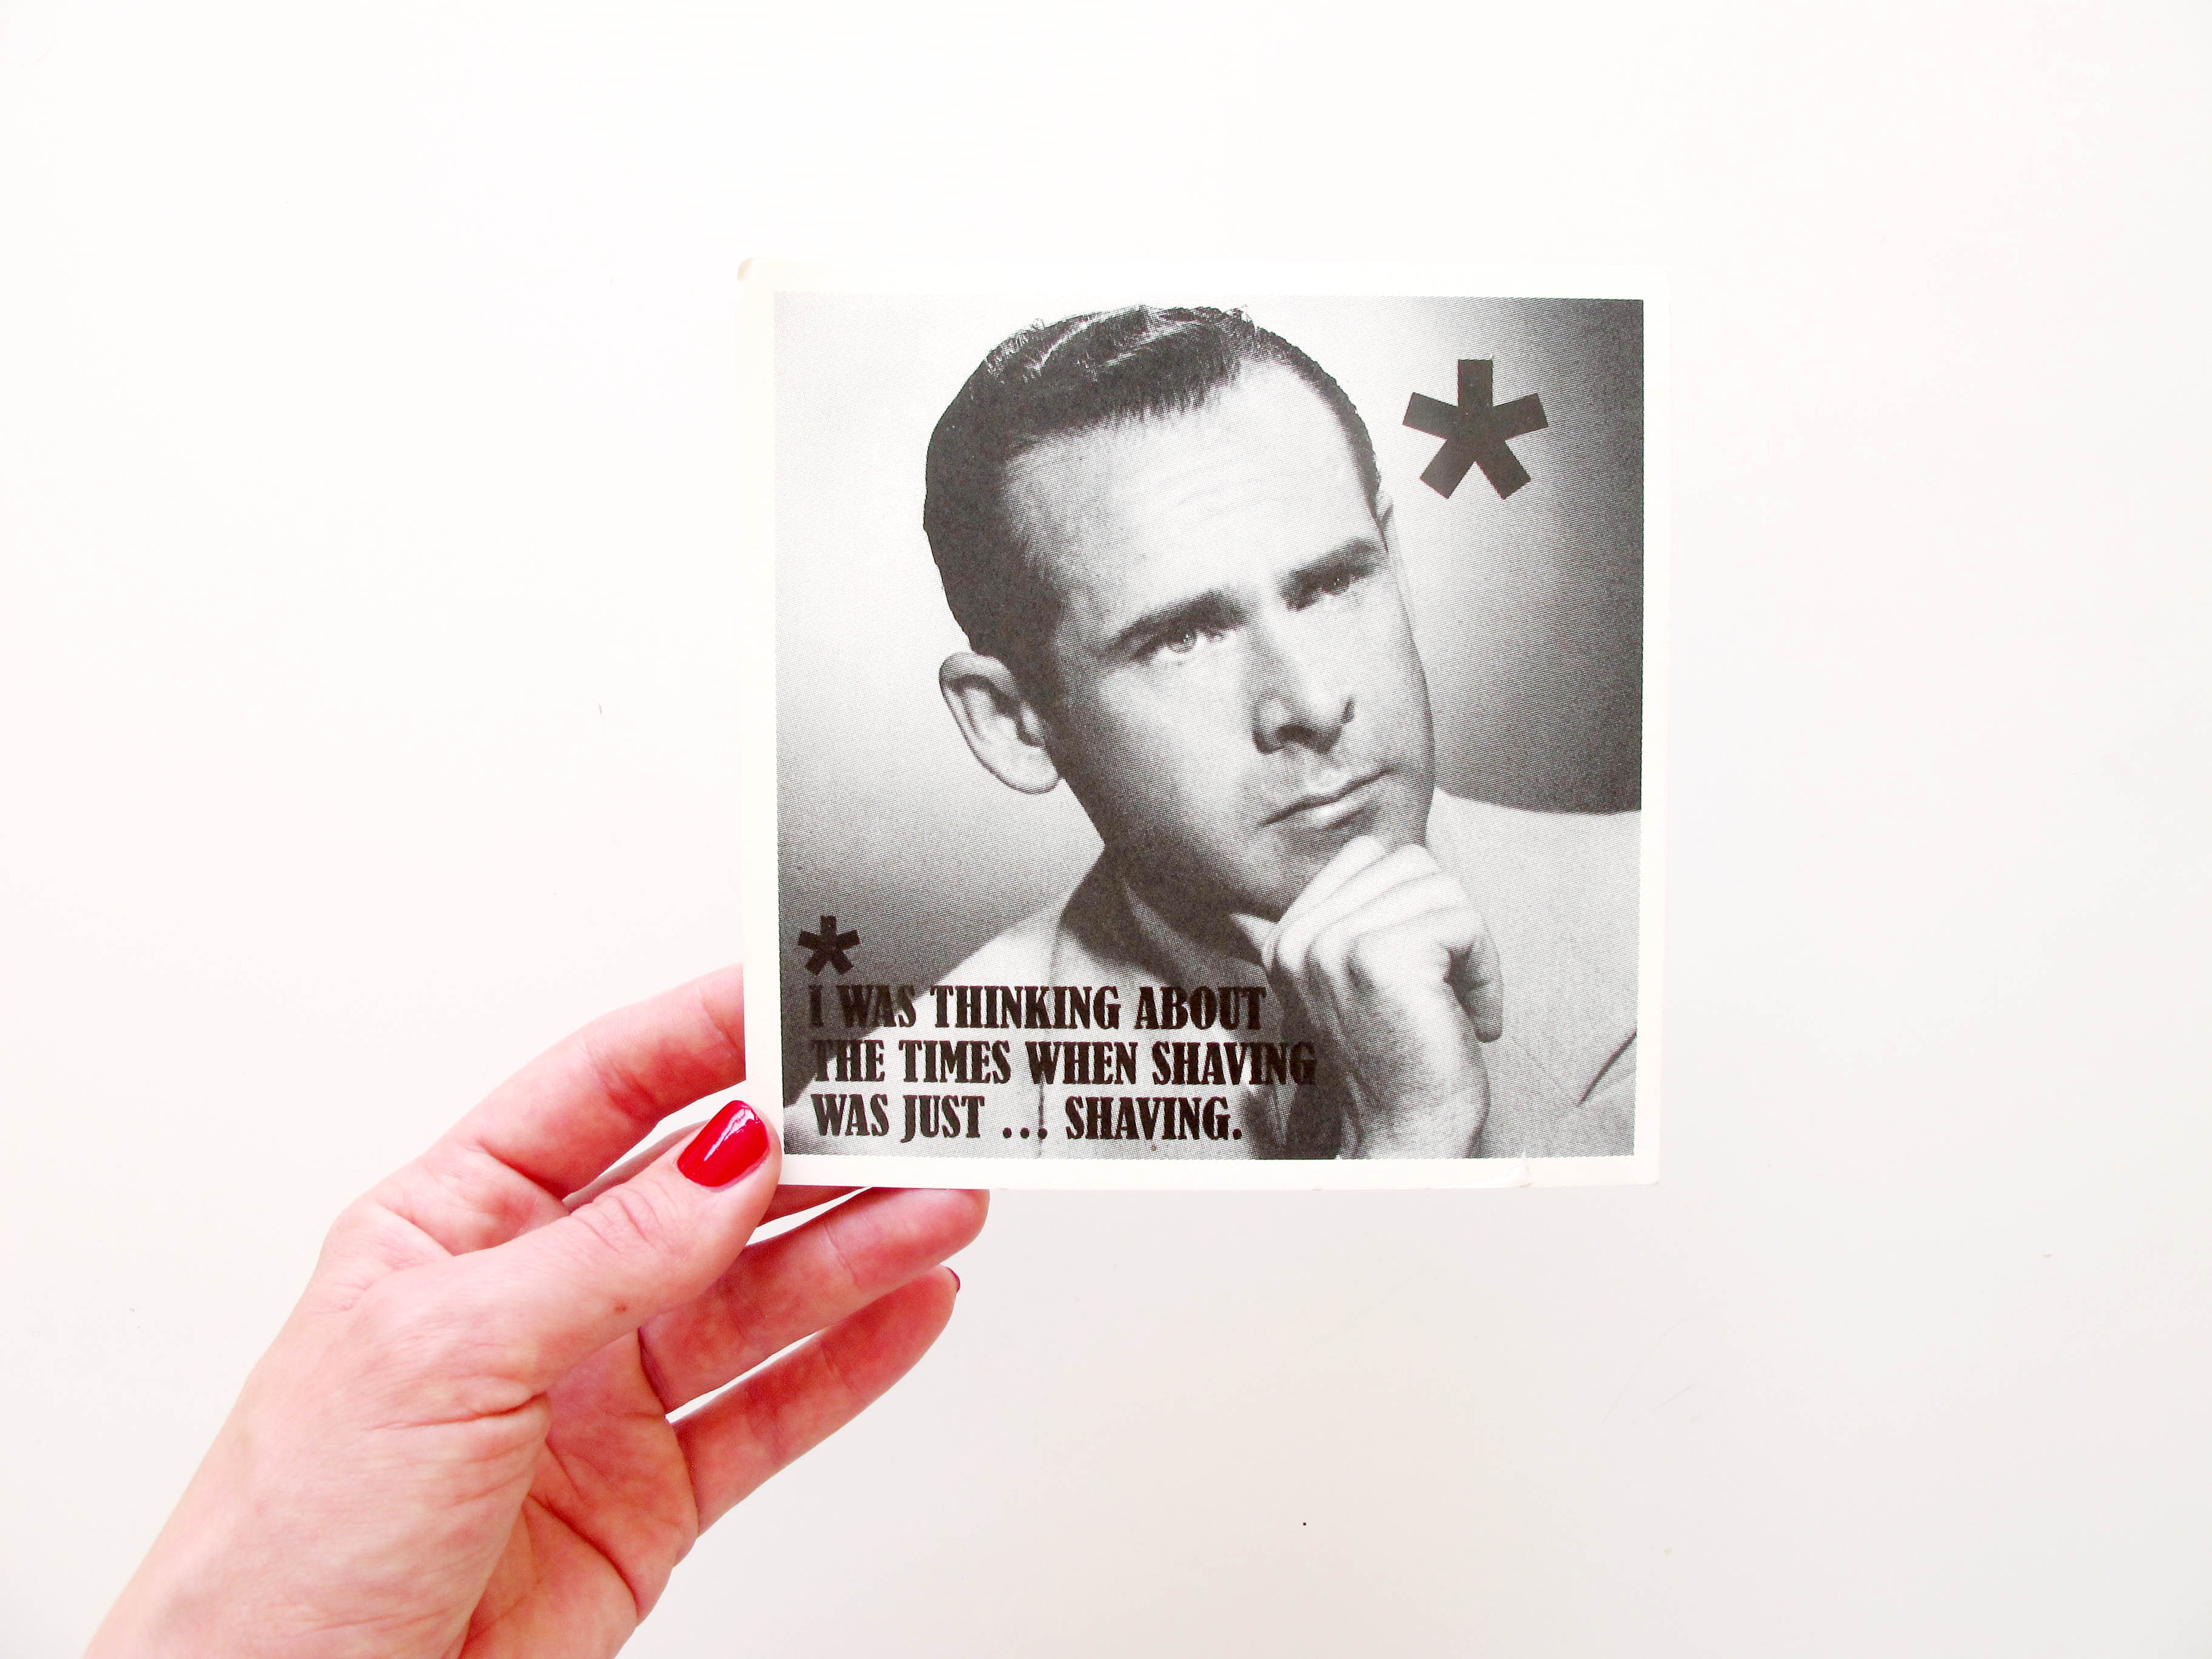 *
*
I WAS THINKING ABOUT
THE TIMES WHEN SHAVING
WAS JUST ... SHAVING.